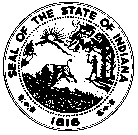 SEAL OF THE STATE OF INDIANA
1816